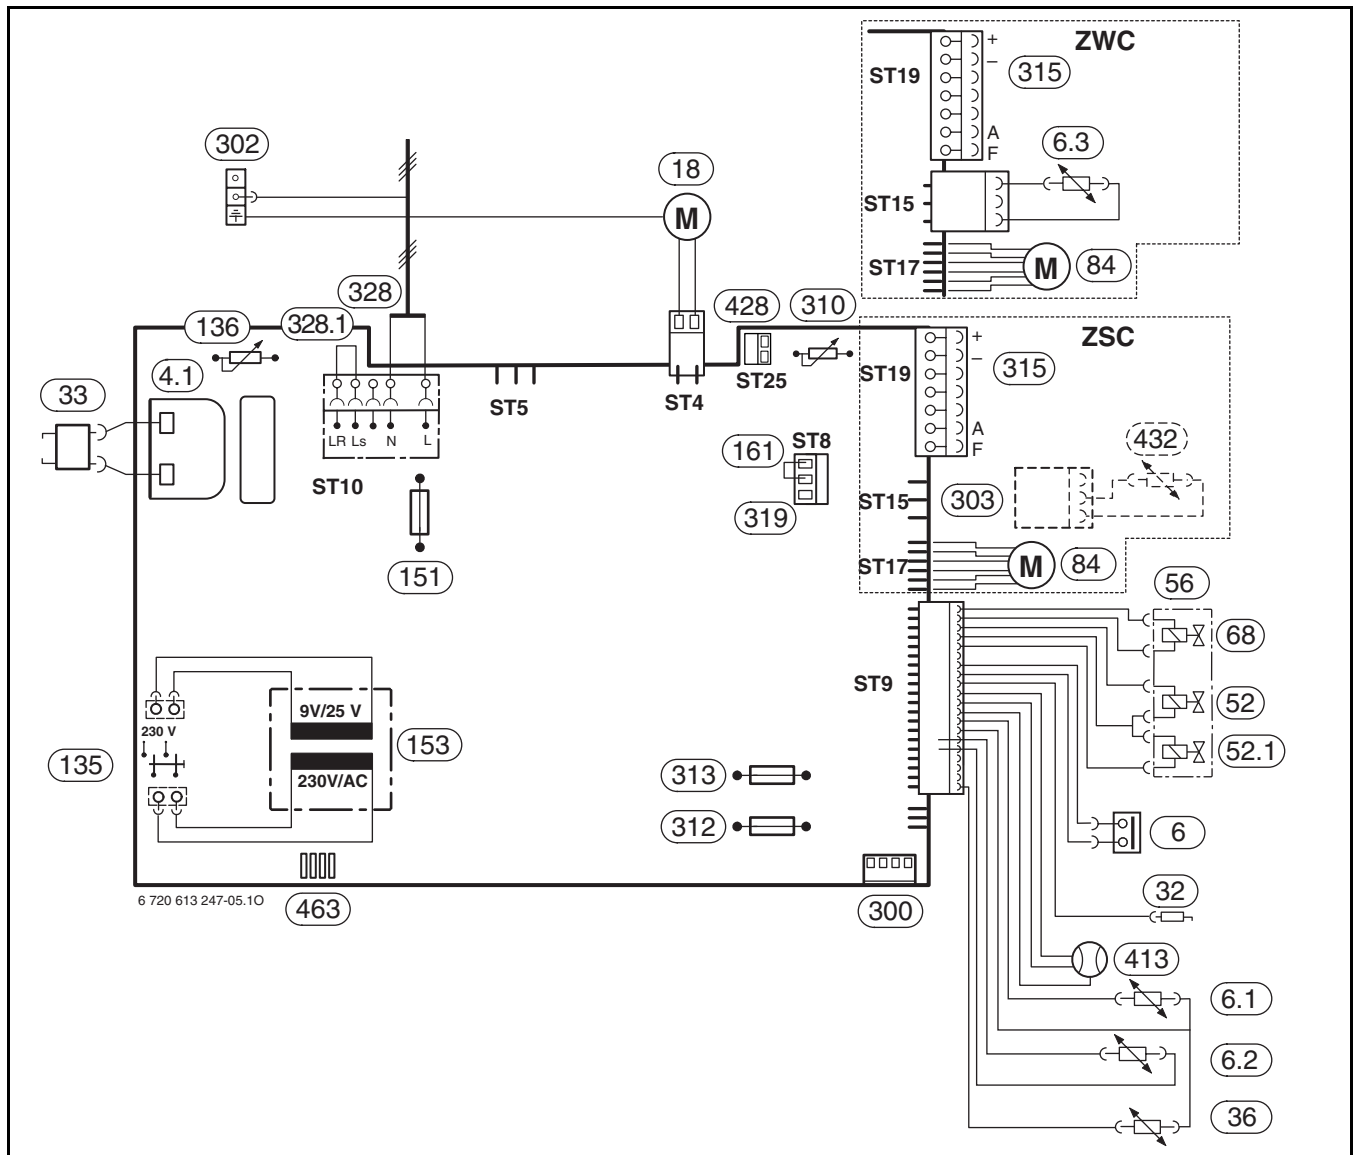 ZWC
+
–
315
ST19
A
F
302
18
M
6.3
ST15
ST17
M
84
328
428
310
136
328.1
4.1
33
ST5
ST4
ST25
ZSC
+
–
315
ST19
A
F
LR Ls N L
ST10
161
ST8
319
432
ST15
303
151
ST17
M
84
56
68
ST9
52
52.1
9V/25 V
230 V
135
153
230V/AC
313
312
6
463
300
32
6 720 613 247-05.1O
413
6.1
6.2
36